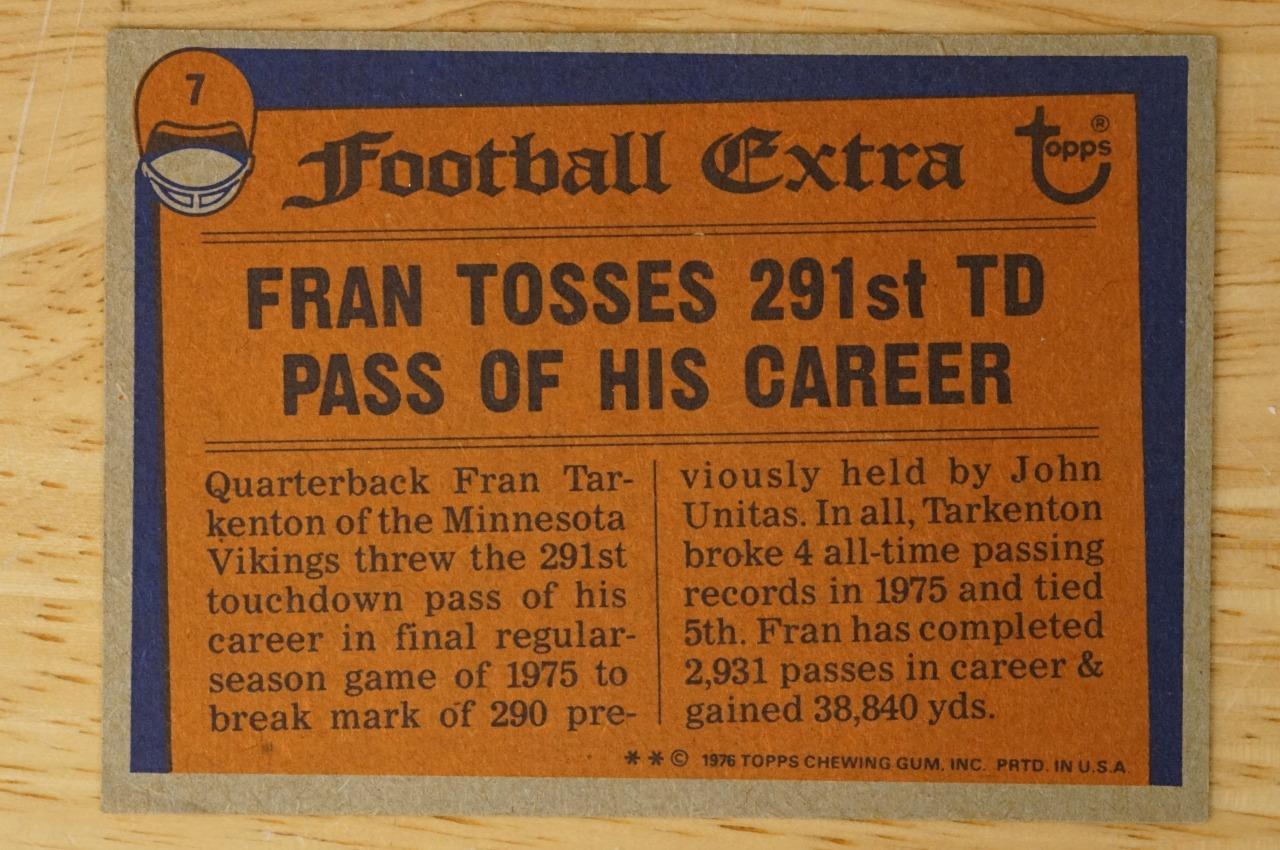 7
Football Extra
topps®
FRAN TOSSES 291st TD
PASS OF HIS CAREER
Quarterback Fran Tar-
kenton of the Minnesota
Vikings threw the 291st
touchdown pass of his
career in final regular-
season game of 1975 to
break mark of 290 pre-
viously held by John
Unitas. In all, Tarkenton
broke 4 all-time passing
records in 1975 and tied
5th. Fran has completed
2,931 passes in career &
gained 38,840 yds.
** © 1976 TOPPS CHEWING GUM, INC. PRTD. IN U.S.A.